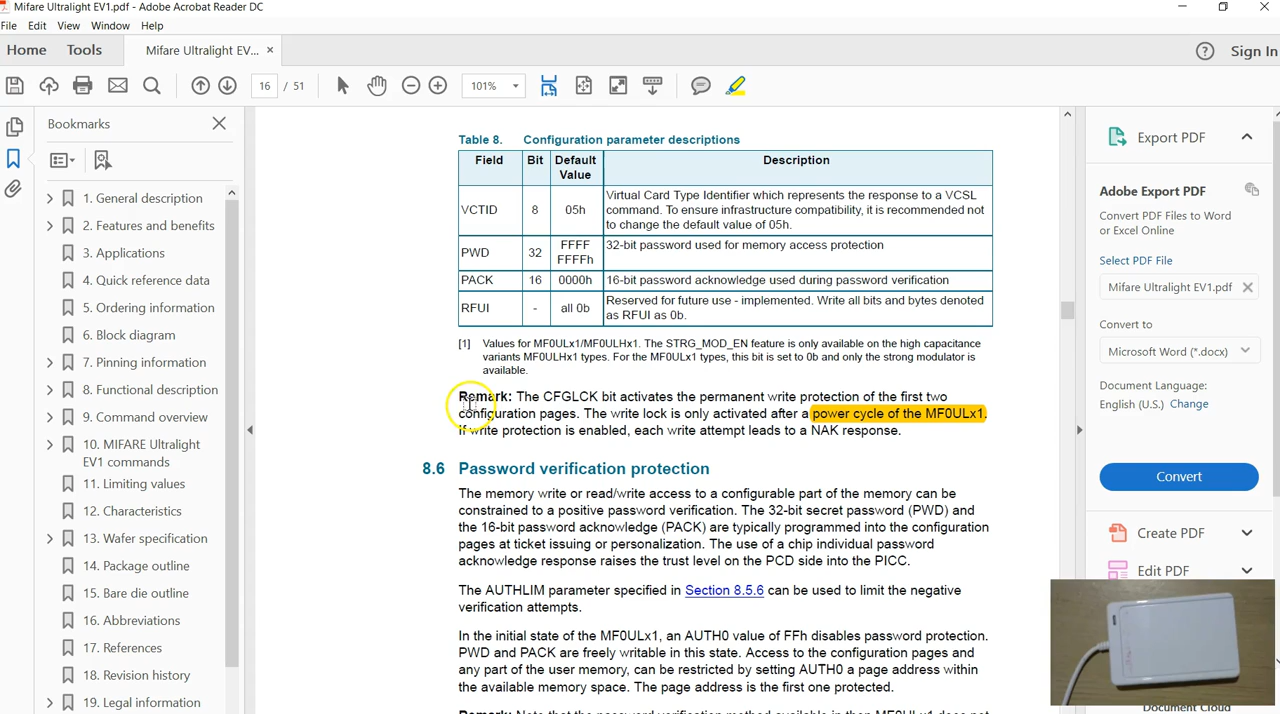 Mifare Ultralight EV1.pdf - Adobe Acrobat Reader DC
File Edit View Window Help
Home Tools Mifare Ultralight EV... × Sign In
16 / 51 101%
Bookmarks
1. General description
2. Features and benefits
3. Applications
4. Quick reference data
5. Ordering information
6. Block diagram
7. Pinning information
8. Functional description
9. Command overview
10. MIFARE Ultralight
EV1 commands
11. Limiting values
12. Characteristics
13. Wafer specification
14. Package outline
15. Bare die outline
16. Abbreviations
17. References
18. Revision history
19. Legal information
Table 8. Configuration parameter descriptions
Field Bit Default Value Description
VCTID 8 05h Virtual Card Type Identifier which represents the response to a VCSL
command. To ensure infrastructure compatibility, it is recommended not
to change the default value of 05h.
PWD 32 FFFF FFFFh 32-bit password used for memory access protection
PACK 16 0000h 16-bit password acknowledge used during password verification
RFUI - all 0b Reserved for future use - implemented. Write all bits and bytes denoted
as RFUI as 0b.
[1] Values for MF0UL1/MF0ULHx1. The STRG_MOD_EN feature is only available on the high capacitance
variants MF0ULHx1 types. For the MF0ULx1 types, this bit is set to 0b and only the strong modulator is
available.
Remark: The CFGLCK bit activates the permanent write protection of the first two
configuration pages. The write lock is only activated after a power cycle of the MF0ULx1.
If write protection is enabled, each write attempt leads to a NAK response.
8.6 Password verification protection
The memory write or read/write access to a configurable part of the memory can be
constrained to a positive password verification. The 32-bit secret password (PWD) and
the 16-bit password acknowledge (PACK) are typically programmed into the configuration
pages at ticket issuing or personalization. The use of a chip individual password
acknowledge response raises the trust level on the PCD side into the PICC.
The AUTHLIM parameter specified in Section 8.5.6 can be used to limit the negative
verification attempts.
In the initial state of the MF0ULx1, an AUTH0 value of FFh disables password protection.
PWD and PACK are freely writable in this state. Access to the configuration pages and
any part of the user memory, can be restricted by setting AUTH0 a page address within
the available memory space. The page address is the first one protected.
Export PDF
Adobe Export PDF
Convert PDF Files to Word
or Excel Online
Select PDF File
Mifare Ultralight EV1.pdf
Convert to
Microsoft Word (*.docx)
Document Language:
English (U.S.) Change
Convert
Create PDF
Edit PDF